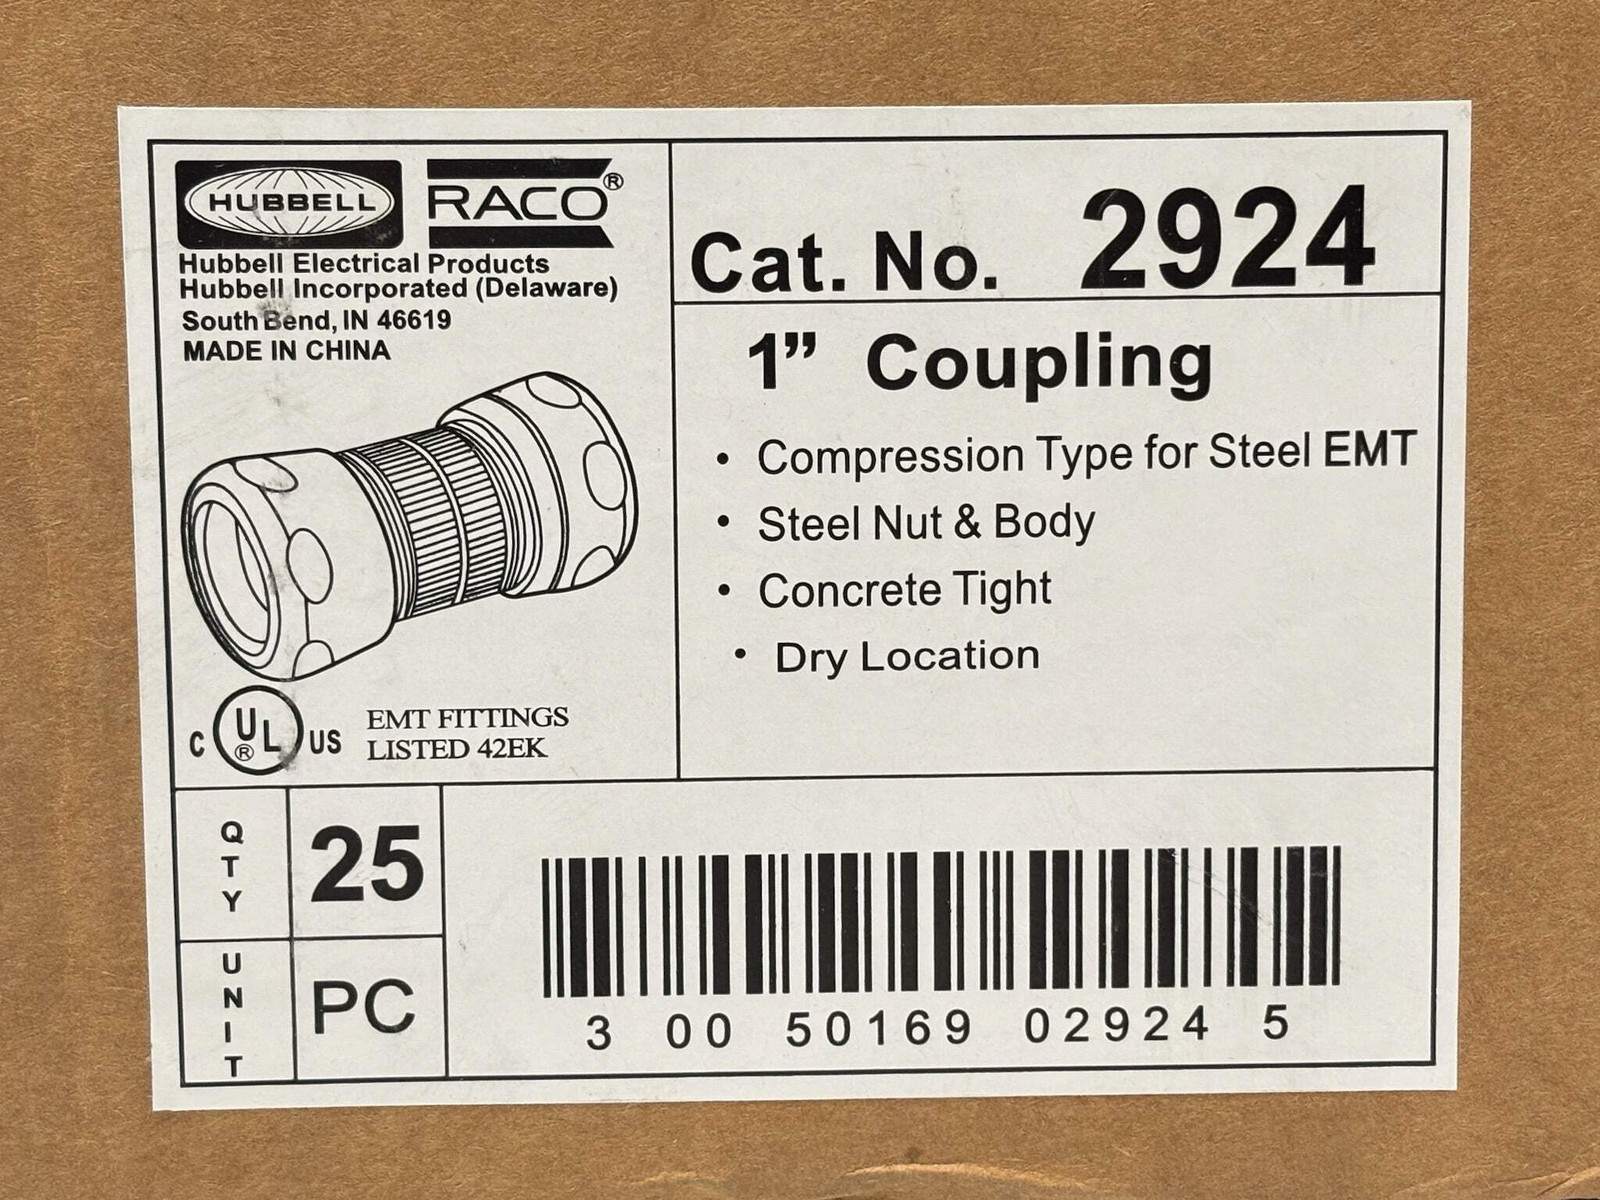 HUBBELL
RACO®
Hubbell Electrical Products
Hubbell Incorporated (Delaware)
South Bend, IN 46619
MADE IN CHINA
C UL® US
EMT FITTINGS
LISTED 42EK
Cat. No. 2924
1” Coupling
• Compression Type for Steel EMT
• Steel Nut & Body
• Concrete Tight
• Dry Location
QTY 25
UNIT PC
3 00 50169 02924 5